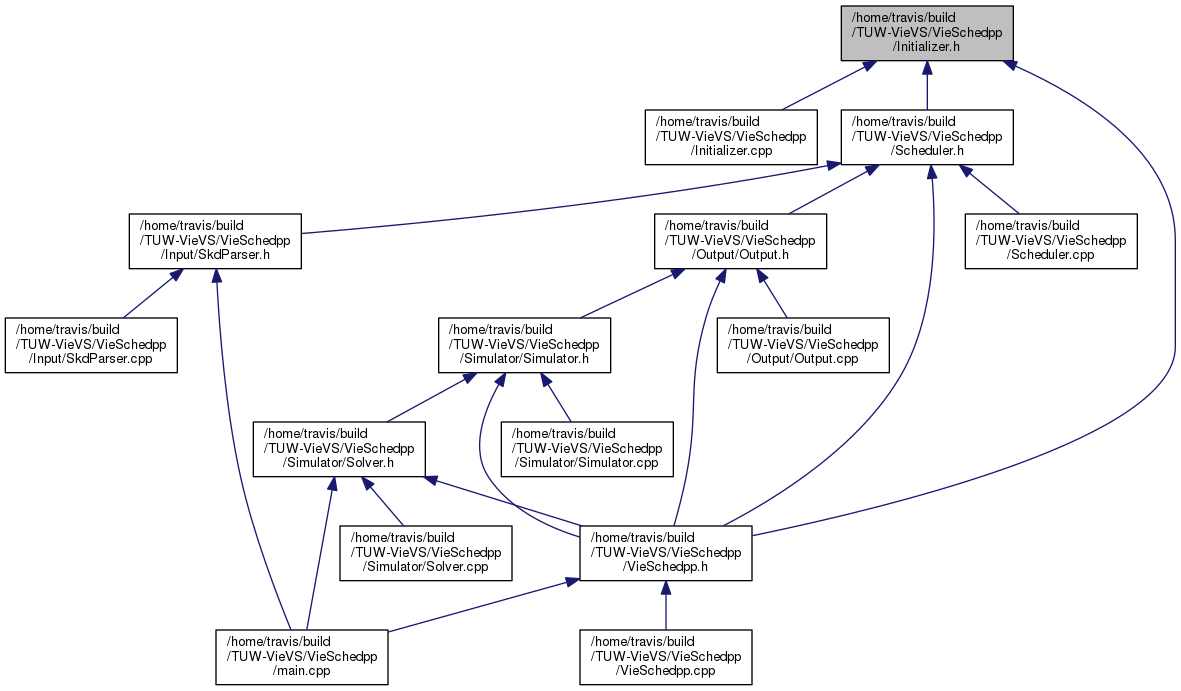 /home/travis/build
/TUW-VieVS/VieSchedpp
/Initializer.h
/home/travis/build
/TUW-VieVS/VieSchedpp
/Initializer.cpp
/home/travis/build
/TUW-VieVS/VieSchedpp
/Scheduler.h
/home/travis/build
/TUW-VieVS/VieSchedpp
/Input/SkdParser.h
/home/travis/build
/TUW-VieVS/VieSchedpp
/Output/Output.h
/home/travis/build
/TUW-VieVS/VieSchedpp
/Scheduler.cpp
/home/travis/build
/TUW-VieVS/VieSchedpp
/Input/SkdParser.cpp
/home/travis/build
/TUW-VieVS/VieSchedpp
/Simulator/Simulator.h
/home/travis/build
/TUW-VieVS/VieSchedpp
/Output/Output.cpp
/home/travis/build
/TUW-VieVS/VieSchedpp
/Simulator/Solver.h
/home/travis/build
/TUW-VieVS/VieSchedpp
/Simulator/Simulator.cpp
/home/travis/build
/TUW-VieVS/VieSchedpp
/Simulator/Solver.cpp
/home/travis/build
/TUW-VieVS/VieSchedpp
/VieSchedpp.h
/home/travis/build
/TUW-VieVS/VieSchedpp
/main.cpp
/home/travis/build
/TUW-VieVS/VieSchedpp
/VieSchedpp.cpp